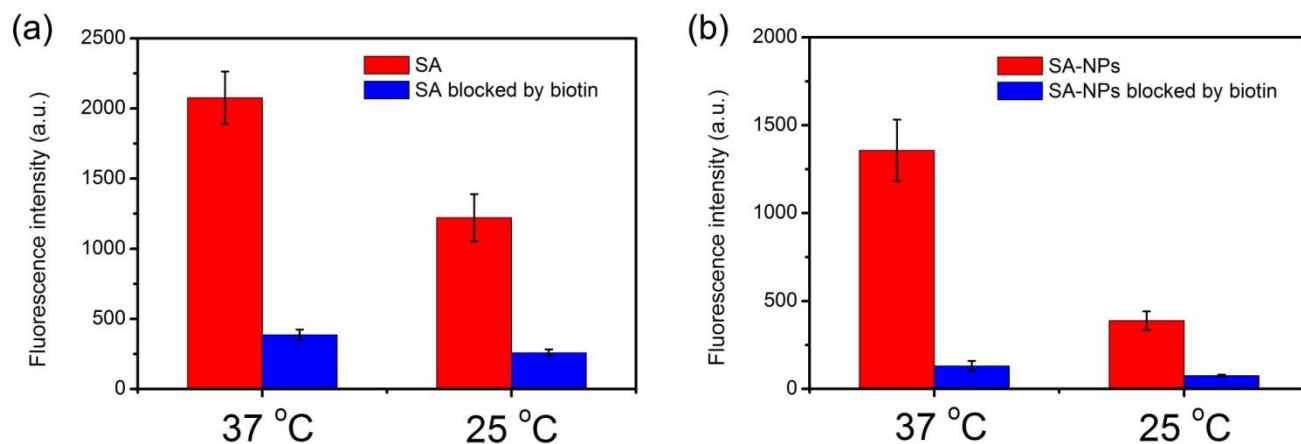 (a)
Fluorescence intensity (a.u.)
2500
2000
1500
1000
500
0
SA
SA blocked by biotin
37 °C
25 °C
(b)
Fluorescence intensity (a.u.)
2000
1500
1000
500
0
SA-NPs
SA-NPs blocked by biotin
37 °C
25 °C